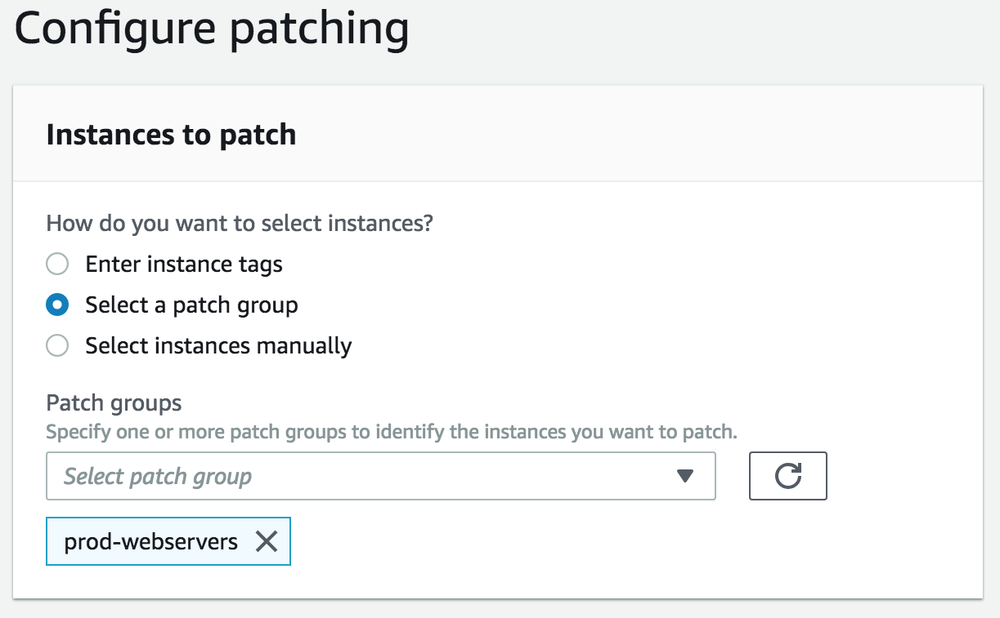 Configure patching
Instances to patch
How do you want to select instances?
Enter instance tags
Select a patch group
Select instances manually
Patch groups
Specify one or more patch groups to identify the instances you want to patch.
Select patch group
prod-webservers